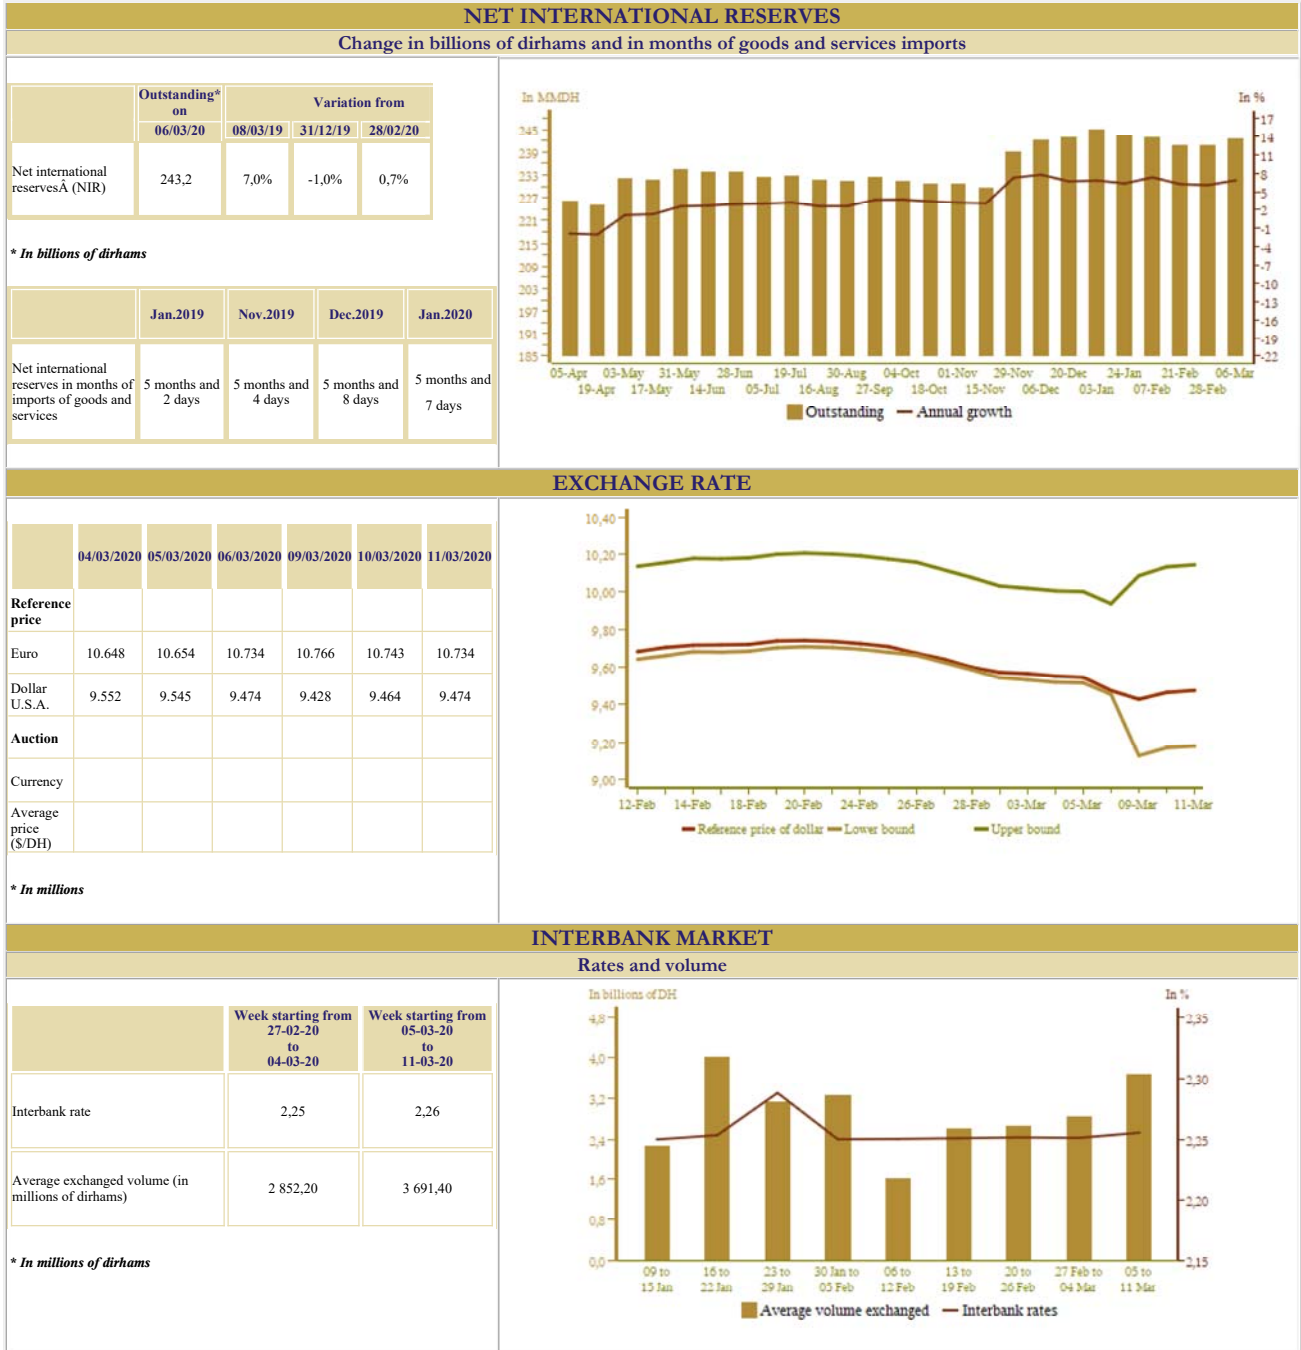 NET INTERNATIONAL RESERVES
Change in billions of dirhams and in months of goods and services imports
Outstanding*
on
Variation from
06/03/20 08/03/19 31/12/19 28/02/20
Net international
reservesÂ (NIR)
243,2 7,0% -1,0% 0,7%
* In billions of dirhams
Jan.2019 Nov.2019 Dec.2019 Jan.2020
Net international
reserves in months of
imports of goods and
services
5 months and
2 days
5 months and
4 days
5 months and
8 days
5 months and
7 days
In MMDH
In %
245
239
233
227
221
215
209
203
197
191
185
17
14
11
8
5
2
-1
-4
-7
-10
-13
-16
-19
-22
05-Apr 03-May 31-May 28-Jun 19-Jul 30-Aug 04-Oct 01-Nov 29-Nov 20-Dec 24-Jan 21-Feb 06-Mar
19-Apr 17-May 14-Jun 05-Jul 16-Aug 27-Sep 18-Oct 15-Nov 06-Dec 03-Jan 07-Feb 28-Feb
Outstanding Annual growth
EXCHANGE RATE
04/03/2020 05/03/2020 06/03/2020 09/03/2020 10/03/2020 11/03/2020
Reference
price
Euro 10.648 10.654 10.734 10.766 10.743 10.734
Dollar
U.S.A.
9.552 9.545 9.474 9.428 9.464 9.474
Auction
Currency
Average
price
($/DH)
* In millions
10,40
10,20
10,00
9,80
9,60
9,40
9,20
9,00
12-Feb 14-Feb 18-Feb 20-Feb 24-Feb 26-Feb 28-Feb 03-Mar 05-Mar 09-Mar 11-Mar
Reference price of dollar Lower bound Upper bound
INTERBANK MARKET
Rates and volume
Week starting from
27-02-20
to
04-03-20
Week starting from
05-03-20
to
11-03-20
Interbank rate 2,25 2,26
Average exchanged volume (in
millions of dirhams)
2 852,20 3 691,40
* In millions of dirhams
In billions of DH
In %
4,8
4,0
3,2
2,4
1,6
0,8
0,0
2,35
2,30
2,25
2,20
2,15
09 to
15 Jan
16 to
22 Jan
23 to
29 Jan
30 Jan to
05 Feb
06 to
12 Feb
13 to
19 Feb
20 to
26 Feb
27 Feb to
04 Mar
05 to
11 Mar
Average volume exchanged Interbank rates